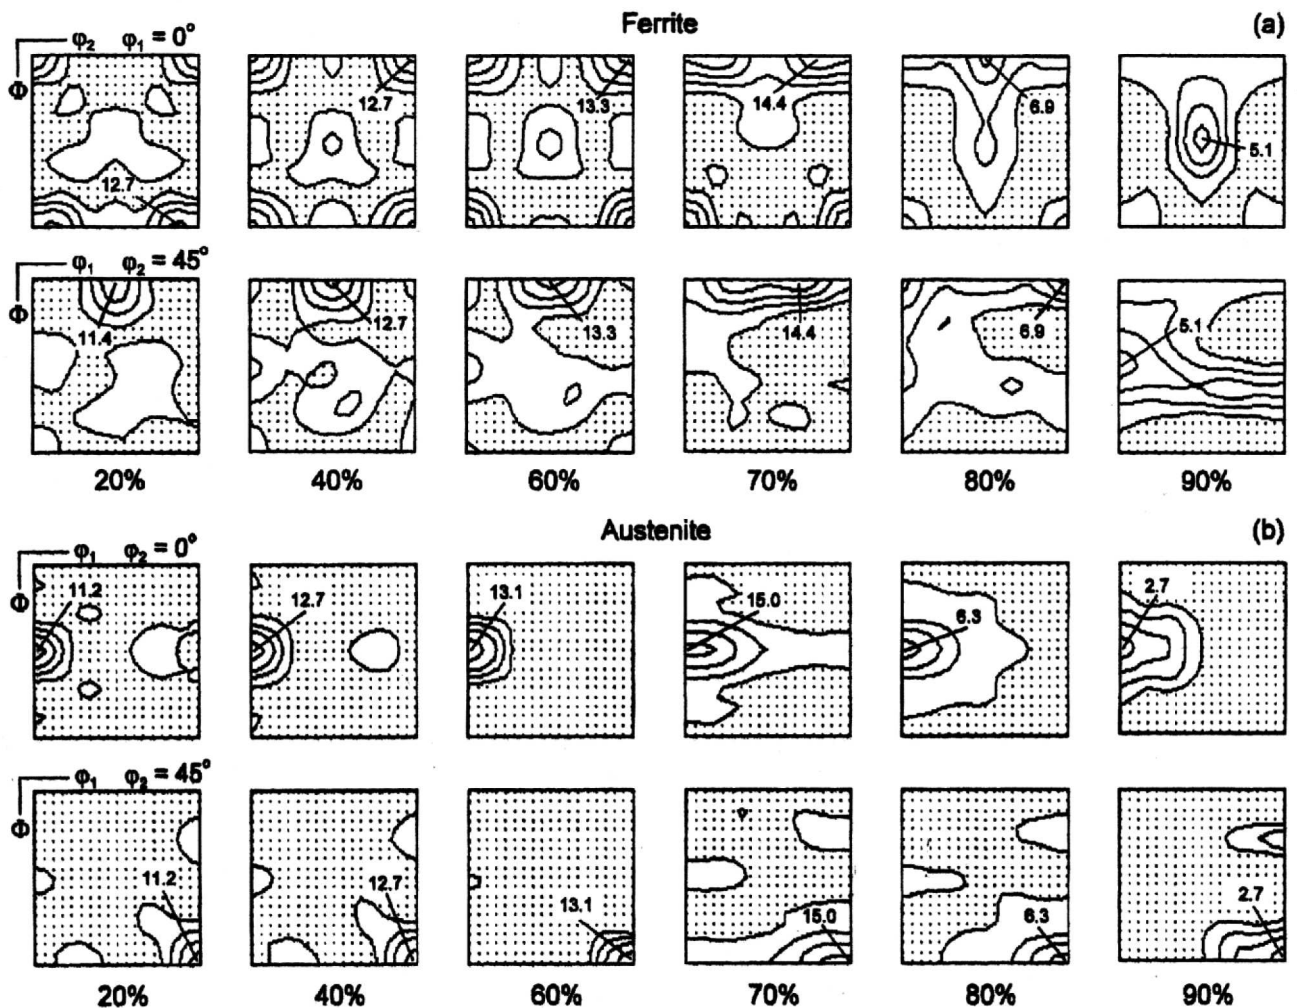 Ferrite (a)
φ₂ φ₁ = 0°
Φ
12.7 12.7 13.3 14.4 6.9 5.1
φ₁ φ₂ = 45°
Φ
11.4 12.7 13.3 14.4 6.9 5.1
20% 40% 60% 70% 80% 90%
Austenite (b)
φ₁ φ₂ = 0°
Φ
11.2 12.7 13.1 15.0 6.3 2.7
φ₁ φ₂ = 45°
Φ
11.2 12.7 13.1 15.0 6.3 2.7
20% 40% 60% 70% 80% 90%